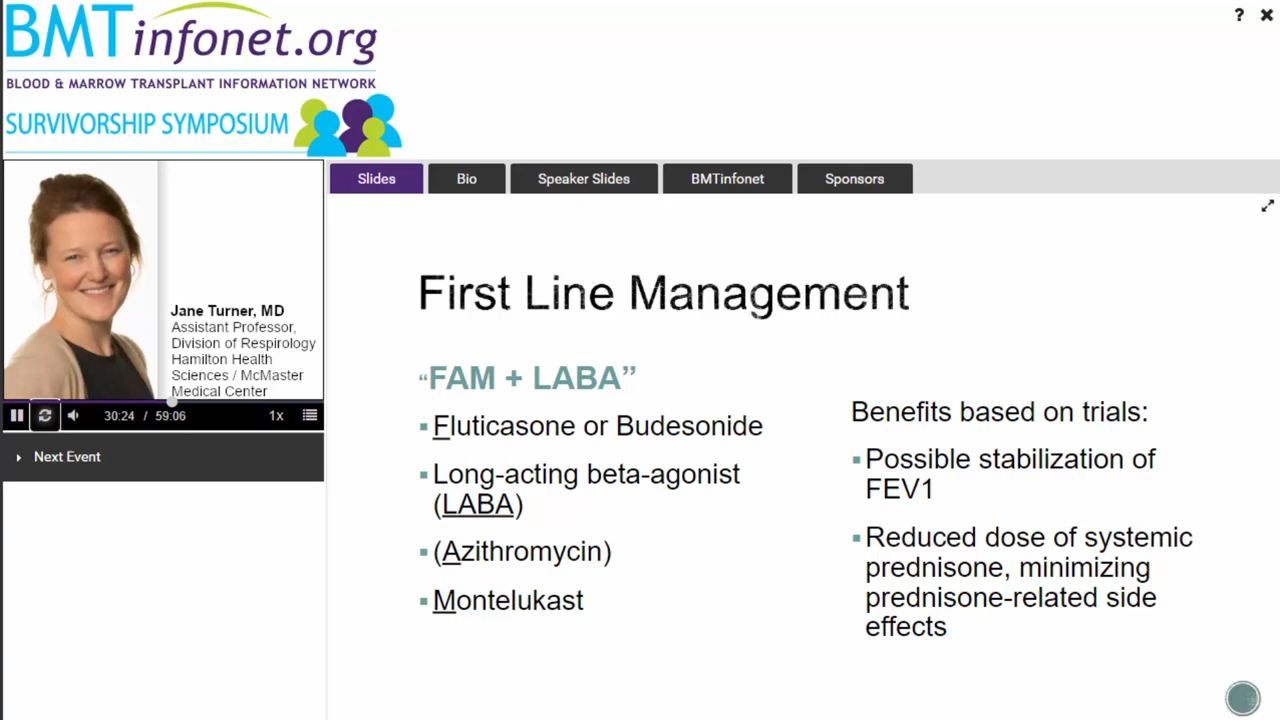 BMTinfonet.org
BLOOD & MARROW TRANSPLANT INFORMATION NETWORK
SURVIVORSHIP SYMPOSIUM
?
Jane Turner, MD
Assistant Professor,
Division of Respirology
Hamilton Health
Sciences / McMaster
Medical Center
30:24 / 59:06
1x
Next Event
Slides
Bio
Speaker Slides
BMTinfonet
Sponsors
First Line Management
“FAM + LABA”
Fluticasone or Budesonide
Long-acting beta-agonist
(LABA)
(Azithromycin)
Montelukast
Benefits based on trials:
Possible stabilization of
FEV1
Reduced dose of systemic
prednisone, minimizing
prednisone-related side
effects